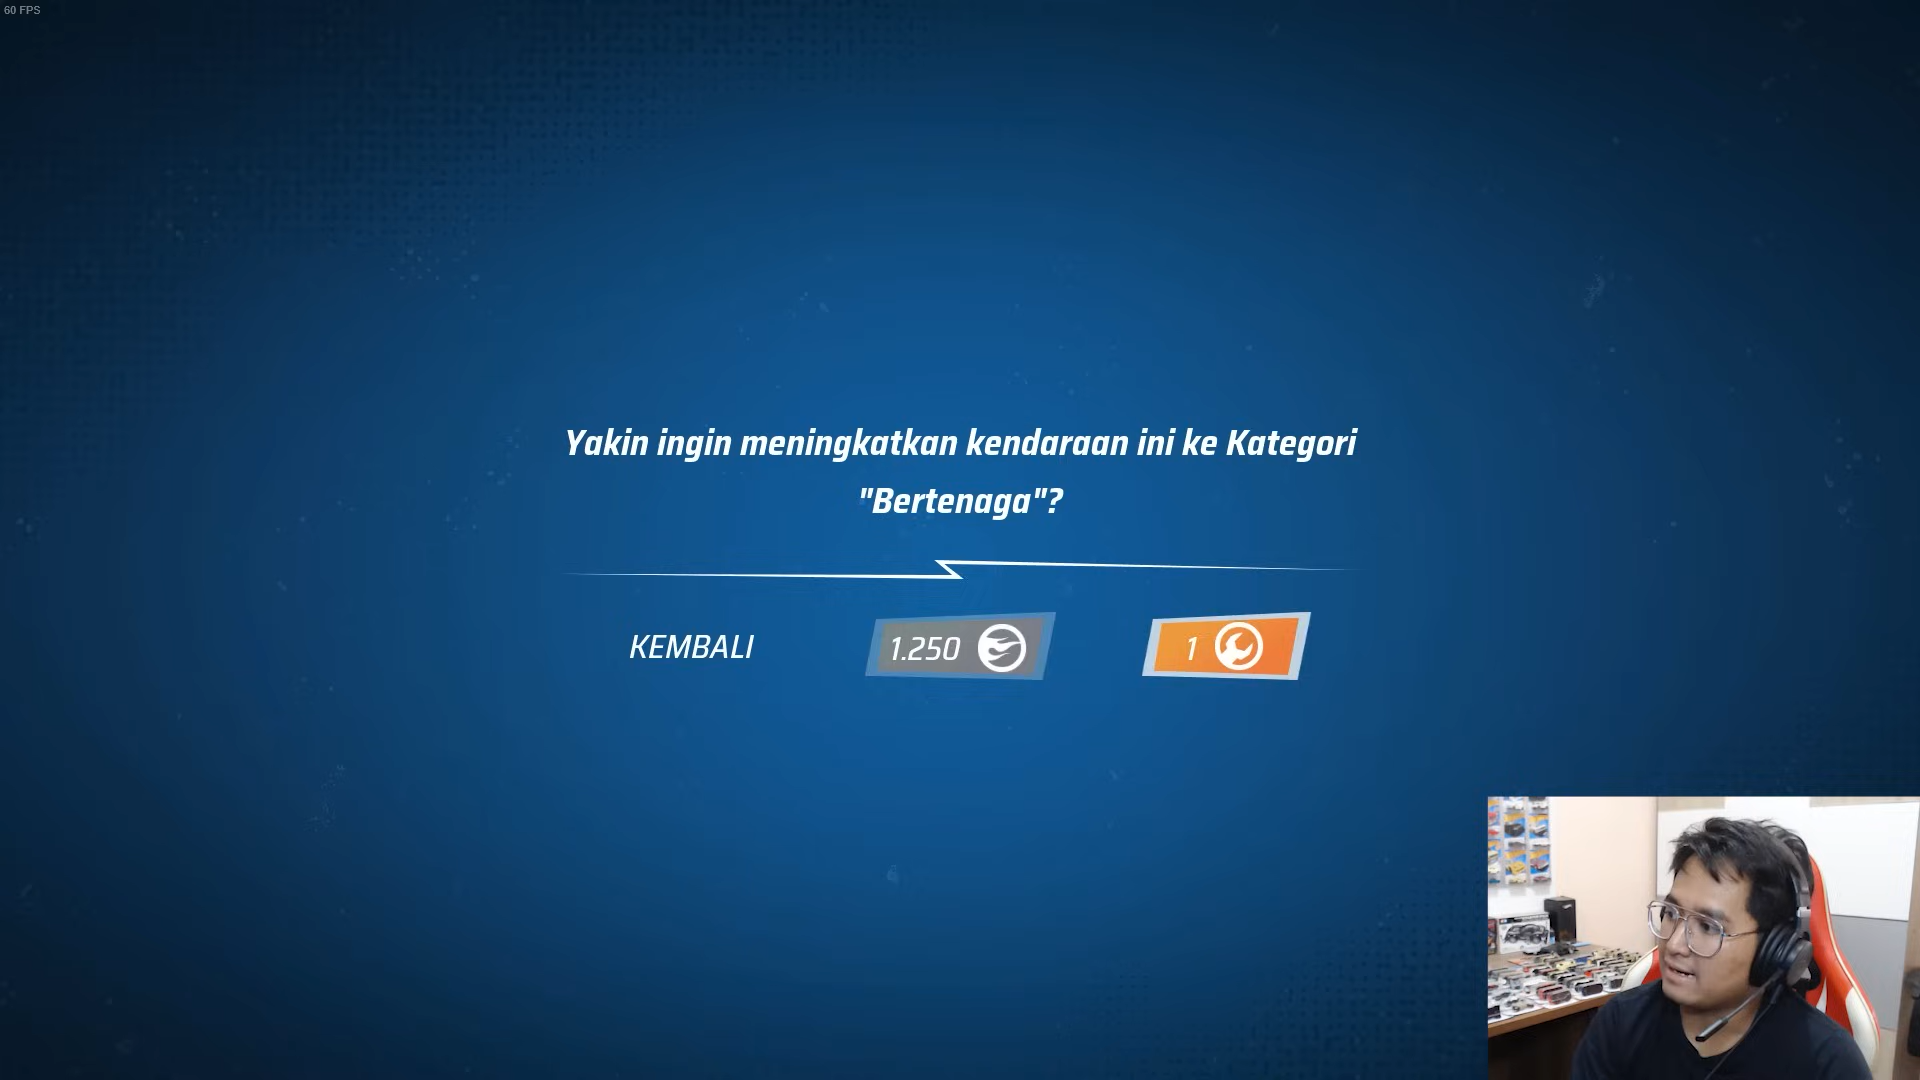 60 FPS
Yakin ingin meningkatkan kendaraan ini ke Kategori
"Bertenaga"?
KEMBALI
1.250
1